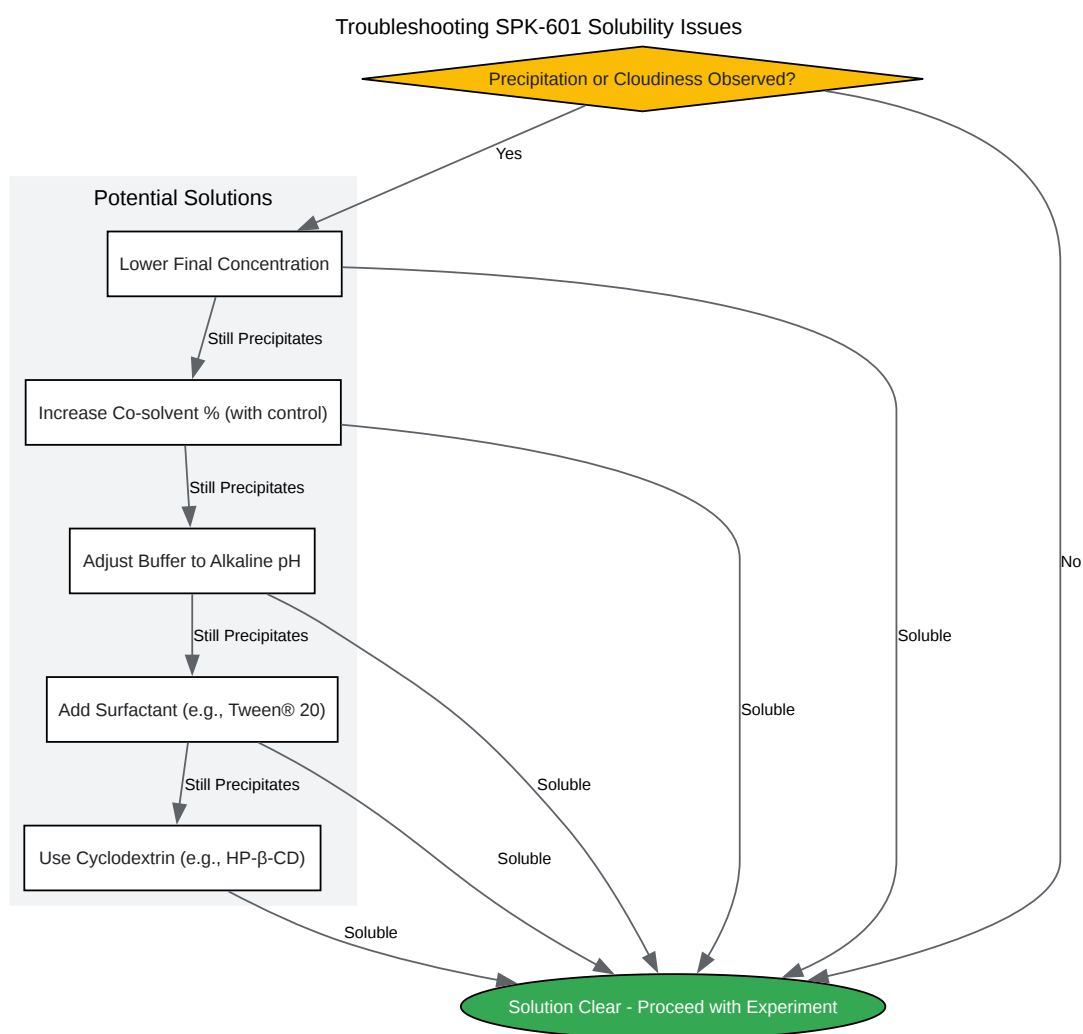 Troubleshooting SPK-601 Solubility Issues
Precipitation or Cloudiness Observed?
Yes
Potential Solutions
Lower Final Concentration
Still Precipitates
Increase Co-solvent % (with control)
Still Precipitates
Adjust Buffer to Alkaline pH
No
Still Precipitates
Soluble
Add Surfactant (e.g., Tween® 20)
Soluble
Still Precipitates
Soluble
Use Cyclodextrin (e.g., HP-β-CD)
Soluble
Soluble
Solution Clear - Proceed with Experiment